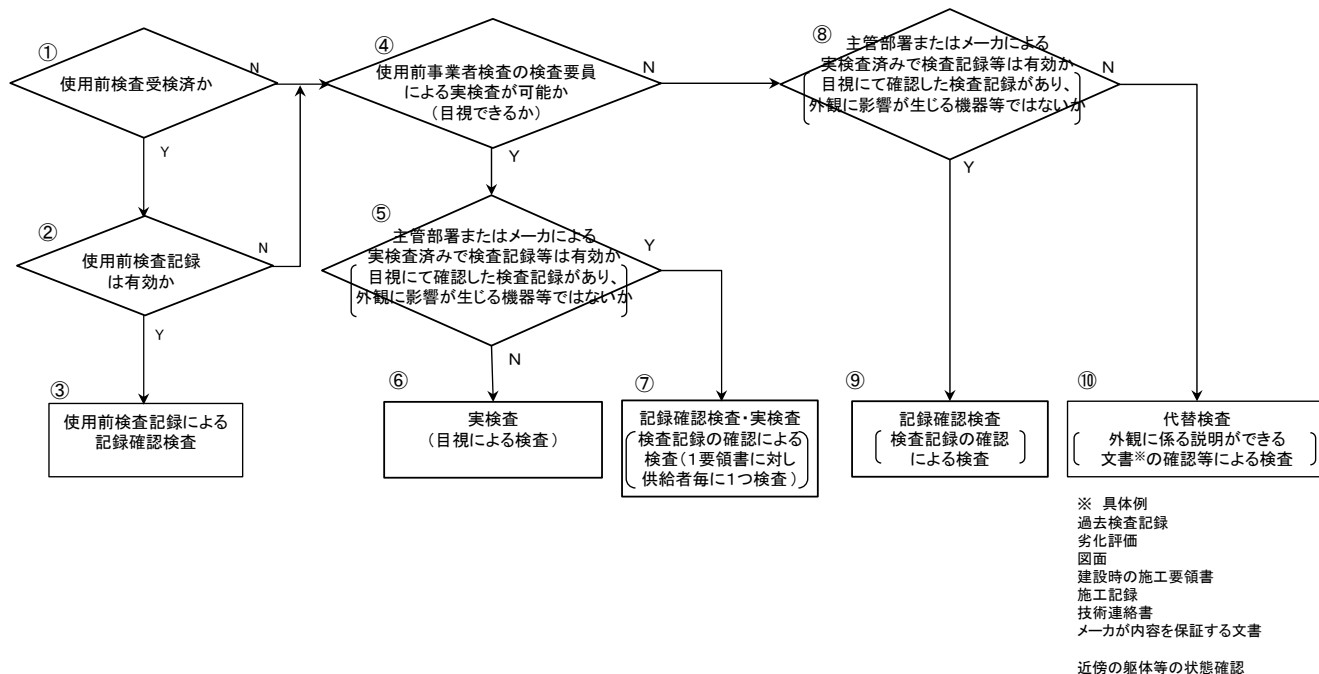 ①
使用前検査受検済か
N
Y
②
使用前検査記録
は有効か
N
Y
③
使用前検査記録による
記録確認検査
④
使用前事業者検査の検査要員
による実検査が可能か
(目視できるか)
N
Y
⑤
主管部署またはメーカによる
実検査済みで検査記録等は有効か
目視にて確認した検査記録があり、
外観に影響が生じる機器等ではないか
Y
N
⑥
実検査
(目視による検査)
⑦
記録確認検査・実検査
検査記録の確認による
検査(1要領書に対し
供給者毎に1つ検査)
⑧
主管部署またはメーカによる
実検査済みで検査記録等は有効か
目視にて確認した検査記録があり、
外観に影響が生じる機器等ではないか
N
Y
⑨
記録確認検査
検査記録の確認
による検査
⑩
代替検査
外観に係る説明ができる
文書※の確認等による検査
※ 具体例
過去検査記録
劣化評価
図面
建設時の施工要領書
施工記録
技術連絡書
メーカが内容を保証する文書
近傍の躯体等の状態確認